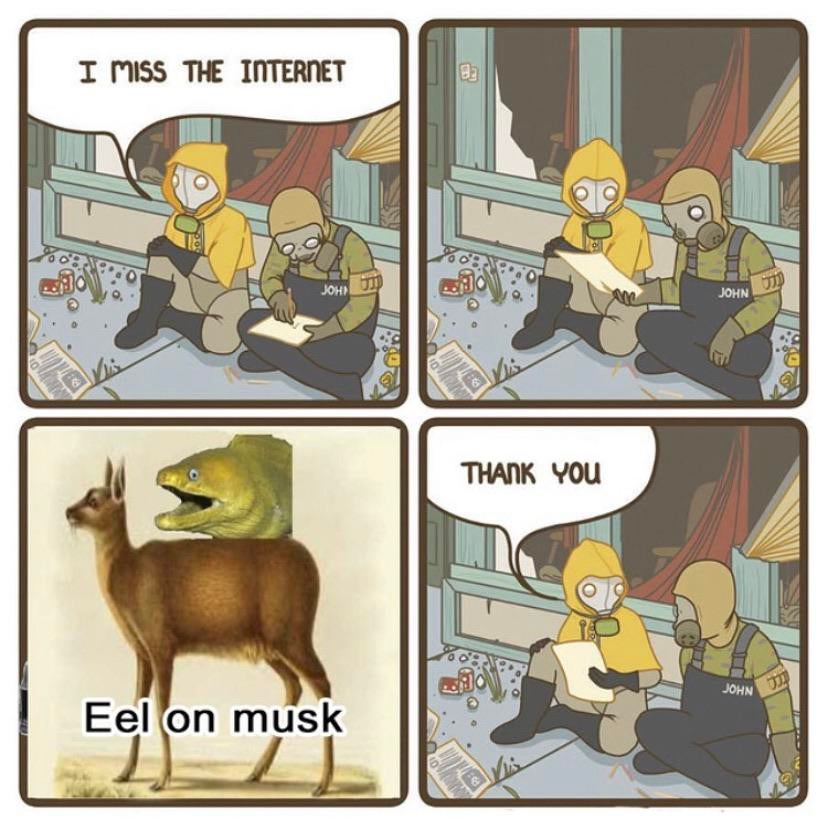 I MISS THE INTERNET
JOHN
JOHN
Eel on musk
THANK YOU
JOHN